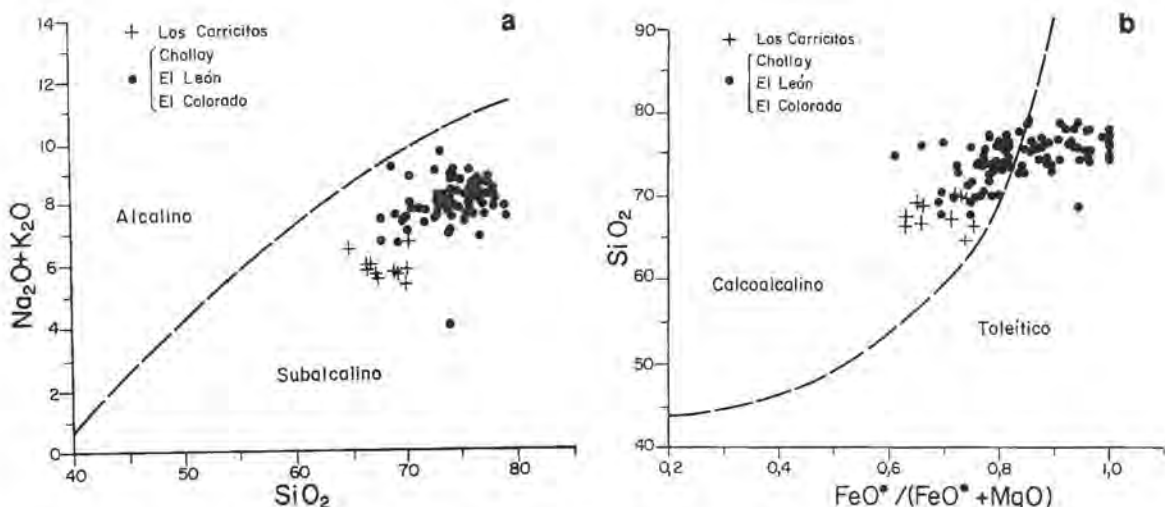 a
Na₂O+K₂O
14
12
11
10
8
6
4
2
0
+ Los Carricitos
Chollay
• El León
El Colorado
Alcalino
Subalcalino
40 50 60 70 80
SiO₂
b
SiO₂
90
80
70
60
50
40
+ Los Carricitos
Chollay
• El León
El Colorado
Calcoalcalino
Toleítico
0,2 0,4 0,6 0,8 1,0
FeO*/(FeO*+MgO)